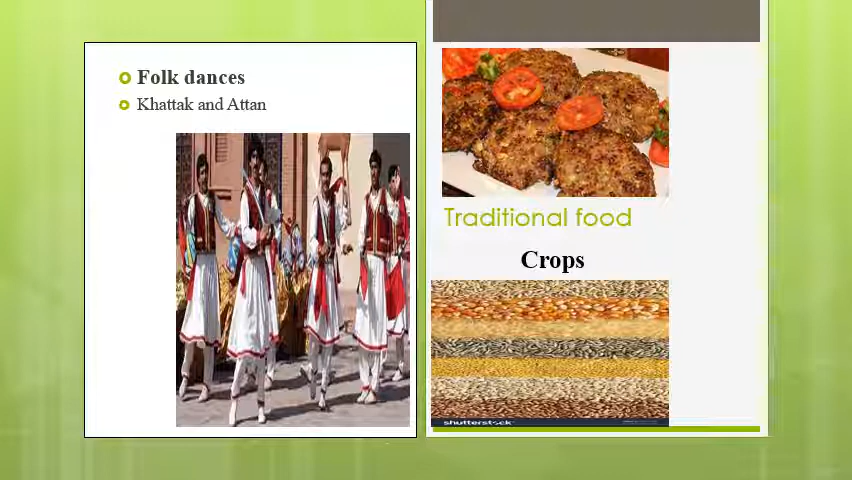 Folk dances
Khattak and Attan
Traditional food
Crops
shutterstock